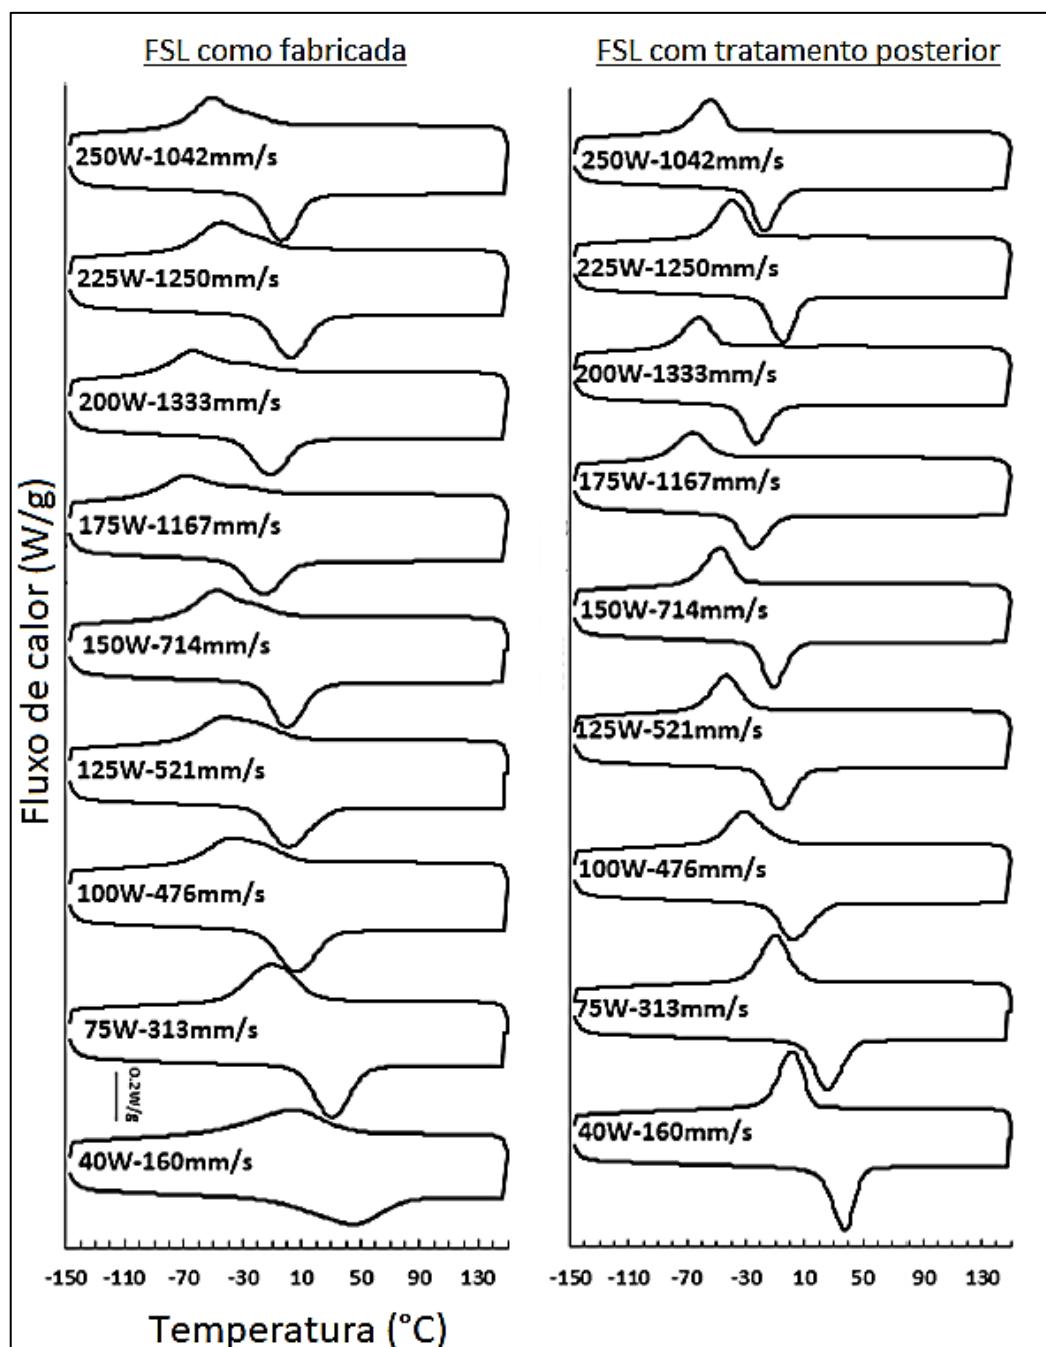 FSL como fabricada
250W-1042mm/s
225W-1250mm/s
200W-1333mm/s
175W-1167mm/s
150W-714mm/s
125W-521mm/s
100W-476mm/s
75W-313mm/s
0.2W/g
40W-160mm/s
-150 -110 -70 -30 10 50 90 130
FSL com tratamento posterior
250W-1042mm/s
225W-1250mm/s
200W-1333mm/s
175W-1167mm/s
150W-714mm/s
125W-521mm/s
100W-476mm/s
75W-313mm/s
40W-160mm/s
-150 -110 -70 -30 10 50 90 130
Fluxo de calor (W/g)
Temperatura (°C)